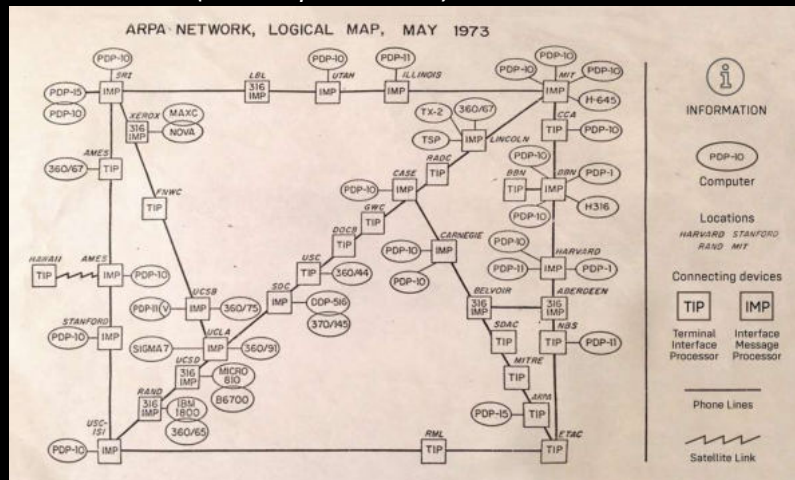 ARPA NETWORK, LOGICAL MAP, MAY 1973
PDP-10
SRI
PDP-15
IMP
PDP-10
LBL
316
IMP
PDP-10
UTAH
IMP
PDP-11
ILLINOIS
IMP
PDP-10
PDP-10
MIT
PDP-10
IMP
H-645
XEROX
MAXC
316
IMP
NOVA
TX-2
360/67
TSP
IMP
LINCOLN
CCA
TIP
PDP-10
AMES
360/67
TIP
RADC
TIP
FNWC
TIP
CASE
PDP-10
IMP
PDP-10
BBN
PDP-1
BBN
TIP
IMP
PDP-10
H316
GWC
TIP
DOCB
TIP
CARNEGIE
PDP-10
IMP
PDP-10
PDP-10
HARVARD
PDP-11
IMP
PDP-1
HAWAII
TIP
AMES
IMP
PDP-10
USC
TIP
360/44
UCSB
PDP-11
IMP
360/75
SDC
IMP
DDP-516
370/145
BELVOIR
316
IMP
ABERDEEN
316
IMP
STANFORD
PDP-10
IMP
UCLA
SIGMA 7
IMP
360/91
SDAC
TIP
NBS
TIP
PDP-11
UCSD
316
IMP
MICRO
810
B6700
MITRE
TIP
RAND
316
IMP
IBM
1800
360/65
ARPA
PDP-15
TIP
USC-
ISI
PDP-10
IMP
RML
TIP
ETAC
TIP
i
INFORMATION
PDP-10
Computer
Locations
HARVARD STANFORD
RAND MIT
Connecting devices
TIP
IMP
Terminal
Interface
Processor
Interface
Message
Processor
Phone Lines
Satellite Link